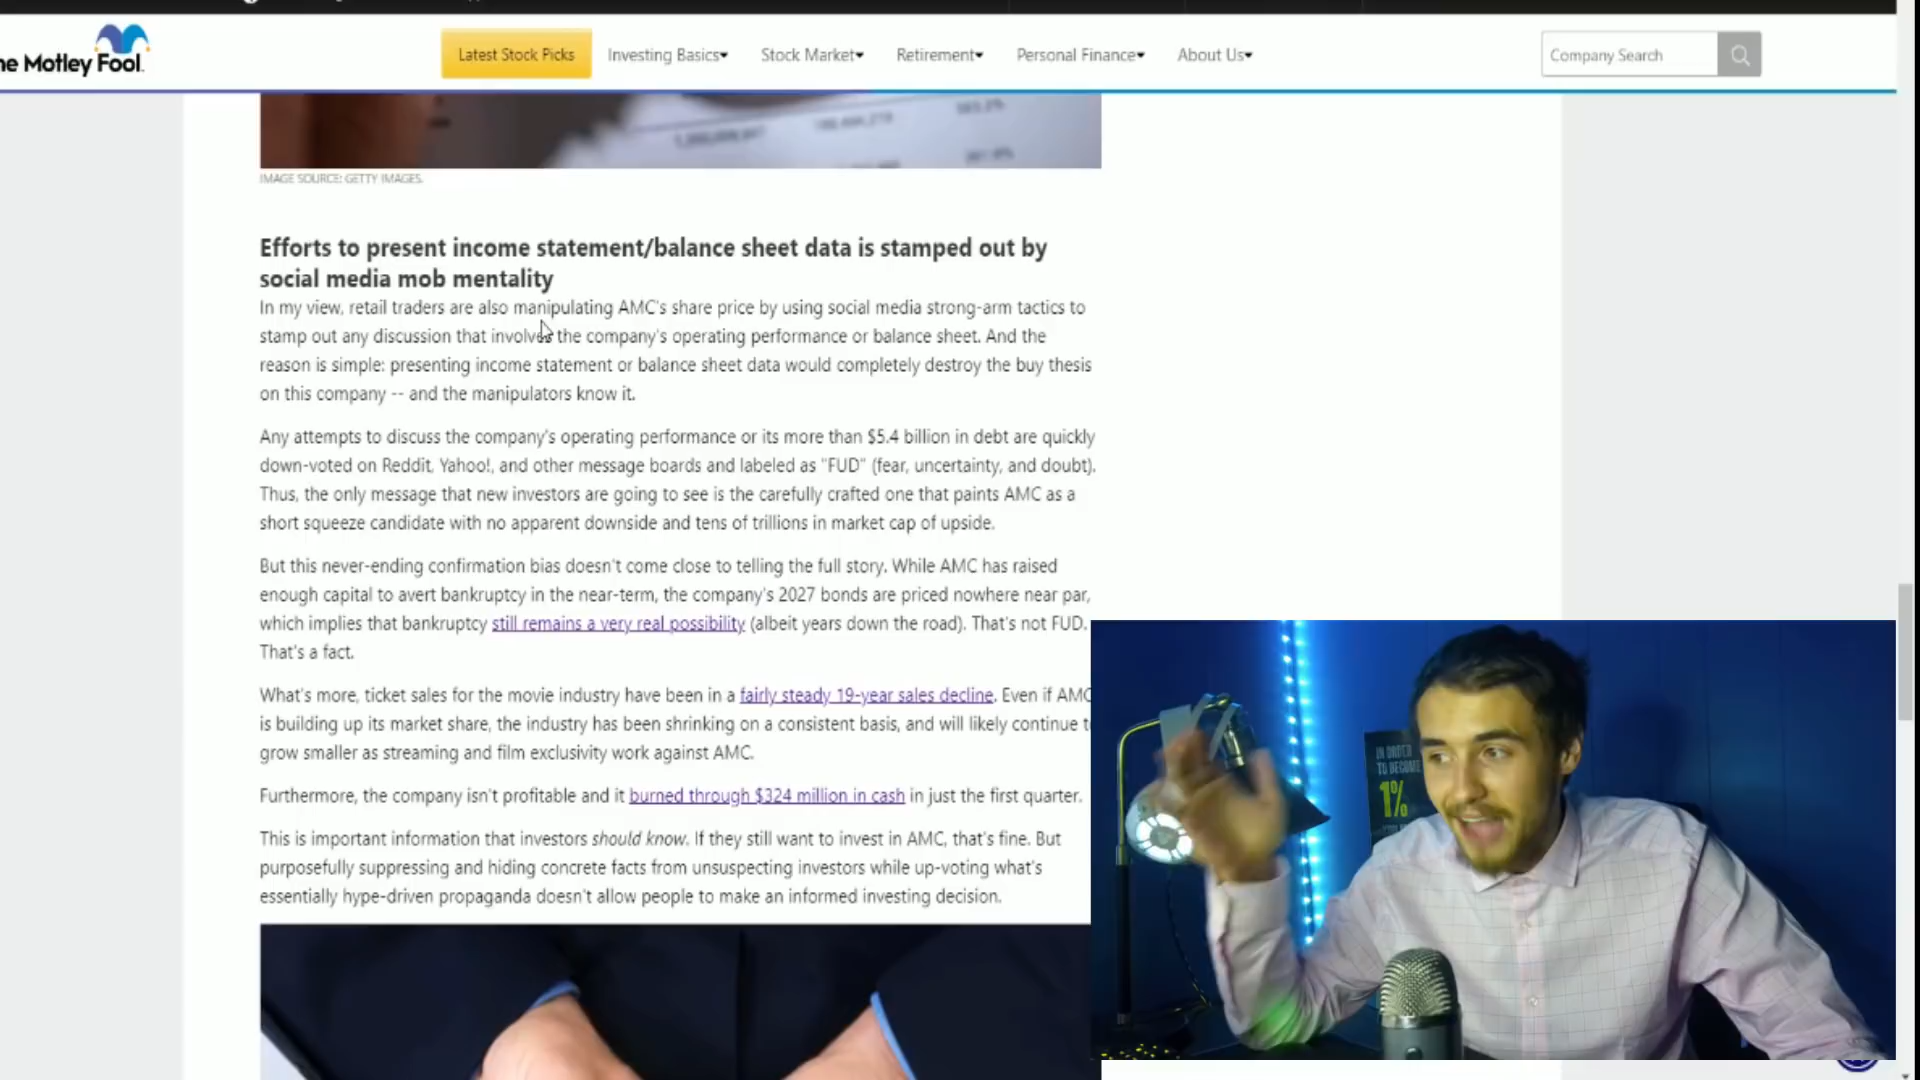 he Motley Fool.
Latest Stock Picks
Investing Basics
Stock Market
Retirement
Personal Finance
About Us
Company Search
IMAGE SOURCE: GETTY IMAGES.
Efforts to present income statement/balance sheet data is stamped out by
social media mob mentality
In my view, retail traders are also manipulating AMC's share price by using social media strong-arm tactics to
stamp out any discussion that involves the company's operating performance or balance sheet. And the
reason is simple: presenting income statement or balance sheet data would completely destroy the buy thesis
on this company -- and the manipulators know it.
Any attempts to discuss the company's operating performance or its more than $5.4 billion in debt are quickly
down-voted on Reddit, Yahoo!, and other message boards and labeled as "FUD" (fear, uncertainty, and doubt).
Thus, the only message that new investors are going to see is the carefully crafted one that paints AMC as a
short squeeze candidate with no apparent downside and tens of trillions in market cap of upside.
But this never-ending confirmation bias doesn't come close to telling the full story. While AMC has raised
enough capital to avert bankruptcy in the near-term, the company's 2027 bonds are priced nowhere near par,
which implies that bankruptcy still remains a very real possibility (albeit years down the road). That's not FUD.
That's a fact.
What's more, ticket sales for the movie industry have been in a fairly steady 19-year sales decline. Even if AMC
is building up its market share, the industry has been shrinking on a consistent basis, and will likely continue t
grow smaller as streaming and film exclusivity work against AMC.
Furthermore, the company isn't profitable and it burned through $324 million in cash in just the first quarter.
This is important information that investors should know. If they still want to invest in AMC, that's fine. But
purposefully suppressing and hiding concrete facts from unsuspecting investors while up-voting what's
essentially hype-driven propaganda doesn't allow people to make an informed investing decision.
IN ORDER
TO BECOME
1%